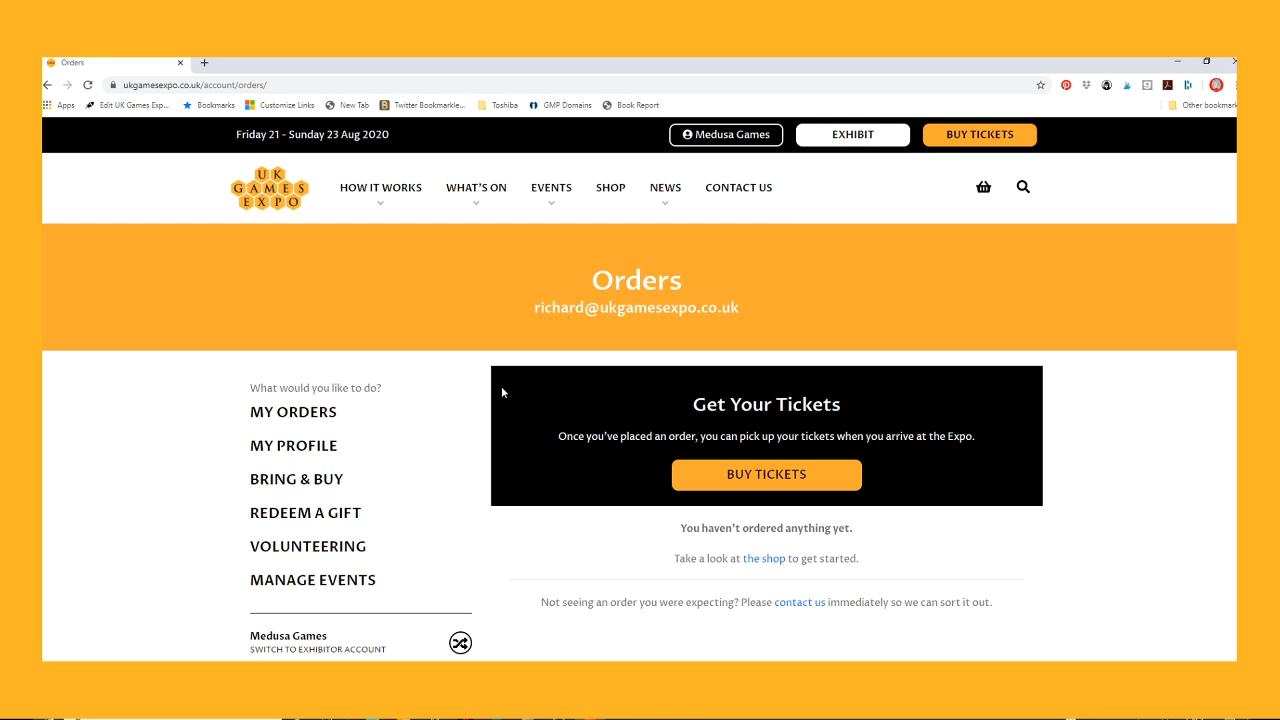 Orders
ukgamesexpo.co.uk/account/orders/
Apps Edit UK Games Exp... Bookmarks Customize Links New Tab Twitter Bookmarkle... Toshiba GMP Domains Book Report Other bookmark
Friday 21 - Sunday 23 Aug 2020 Medusa Games EXHIBIT BUY TICKETS
UK
GAMES
EXPO
HOW IT WORKS WHAT'S ON EVENTS SHOP NEWS CONTACT US
Orders
richard@ukgamesexpo.co.uk
What would you like to do?
MY ORDERS
MY PROFILE
BRING & BUY
REDEEM A GIFT
VOLUNTEERING
MANAGE EVENTS
Medusa Games
SWITCH TO EXHIBITOR ACCOUNT
Get Your Tickets
Once you've placed an order, you can pick up your tickets when you arrive at the Expo.
BUY TICKETS
You haven't ordered anything yet.
Take a look at the shop to get started.
Not seeing an order you were expecting? Please contact us immediately so we can sort it out.